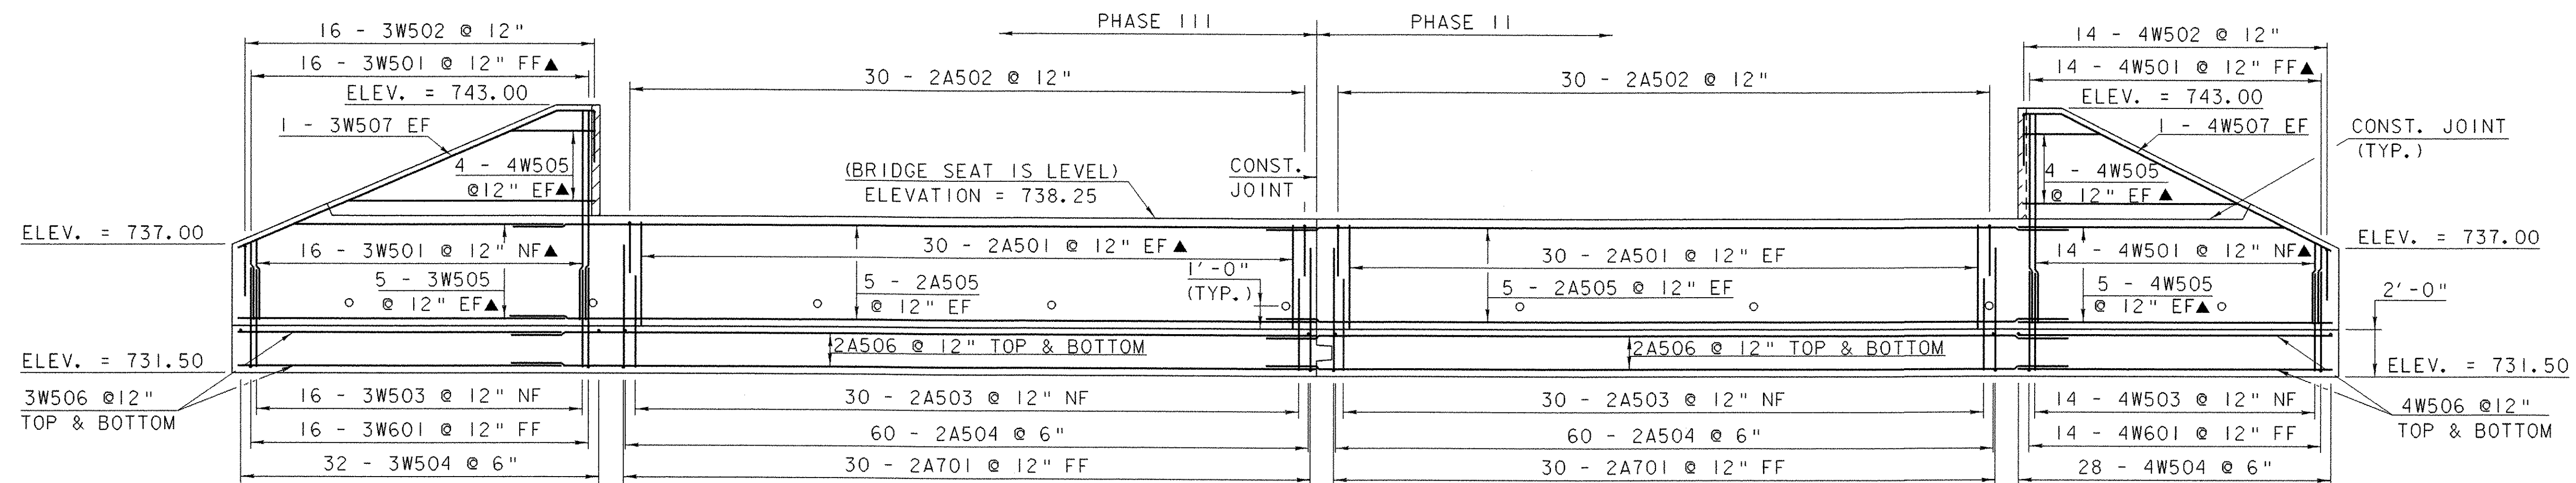 PHASE III
PHASE II
16 - 3W502 @ 12"
14 - 4W502 @ 12"
16 - 3W501 @ 12" FF▲
30 - 2A502 @ 12"
30 - 2A502 @ 12"
14 - 4W501 @ 12" FF▲
ELEV. = 743.00
ELEV. = 743.00
1 - 3W507 EF
1 - 4W507 EF
CONST. JOINT
(TYP.)
4 - 4W505
@12" EF▲
(BRIDGE SEAT IS LEVEL)
ELEVATION = 738.25
CONST.
JOINT
4 - 4W505
@ 12" EF▲
ELEV. = 737.00
16 - 3W501 @ 12" NF▲
30 - 2A501 @ 12" EF▲
30 - 2A501 @ 12" EF
14 - 4W501 @ 12" NF▲
ELEV. = 737.00
5 - 3W505
@ 12" EF▲
5 - 2A505
@ 12" EF
1'-0"
(TYP.)
5 - 2A505 @ 12" EF
5 - 4W505
@ 12" EF▲
2'-0"
ELEV. = 731.50
2A506 @ 12" TOP & BOTTOM
2A506 @ 12" TOP & BOTTOM
ELEV. = 731.50
3W506 @12"
TOP & BOTTOM
16 - 3W503 @ 12" NF
30 - 2A503 @ 12" NF
30 - 2A503 @ 12" NF
14 - 4W503 @ 12" NF
4W506 @12"
TOP & BOTTOM
16 - 3W601 @ 12" FF
60 - 2A504 @ 6"
60 - 2A504 @ 6"
14 - 4W601 @ 12" FF
32 - 3W504 @ 6"
30 - 2A701 @ 12" FF
30 - 2A701 @ 12" FF
28 - 4W504 @ 6"